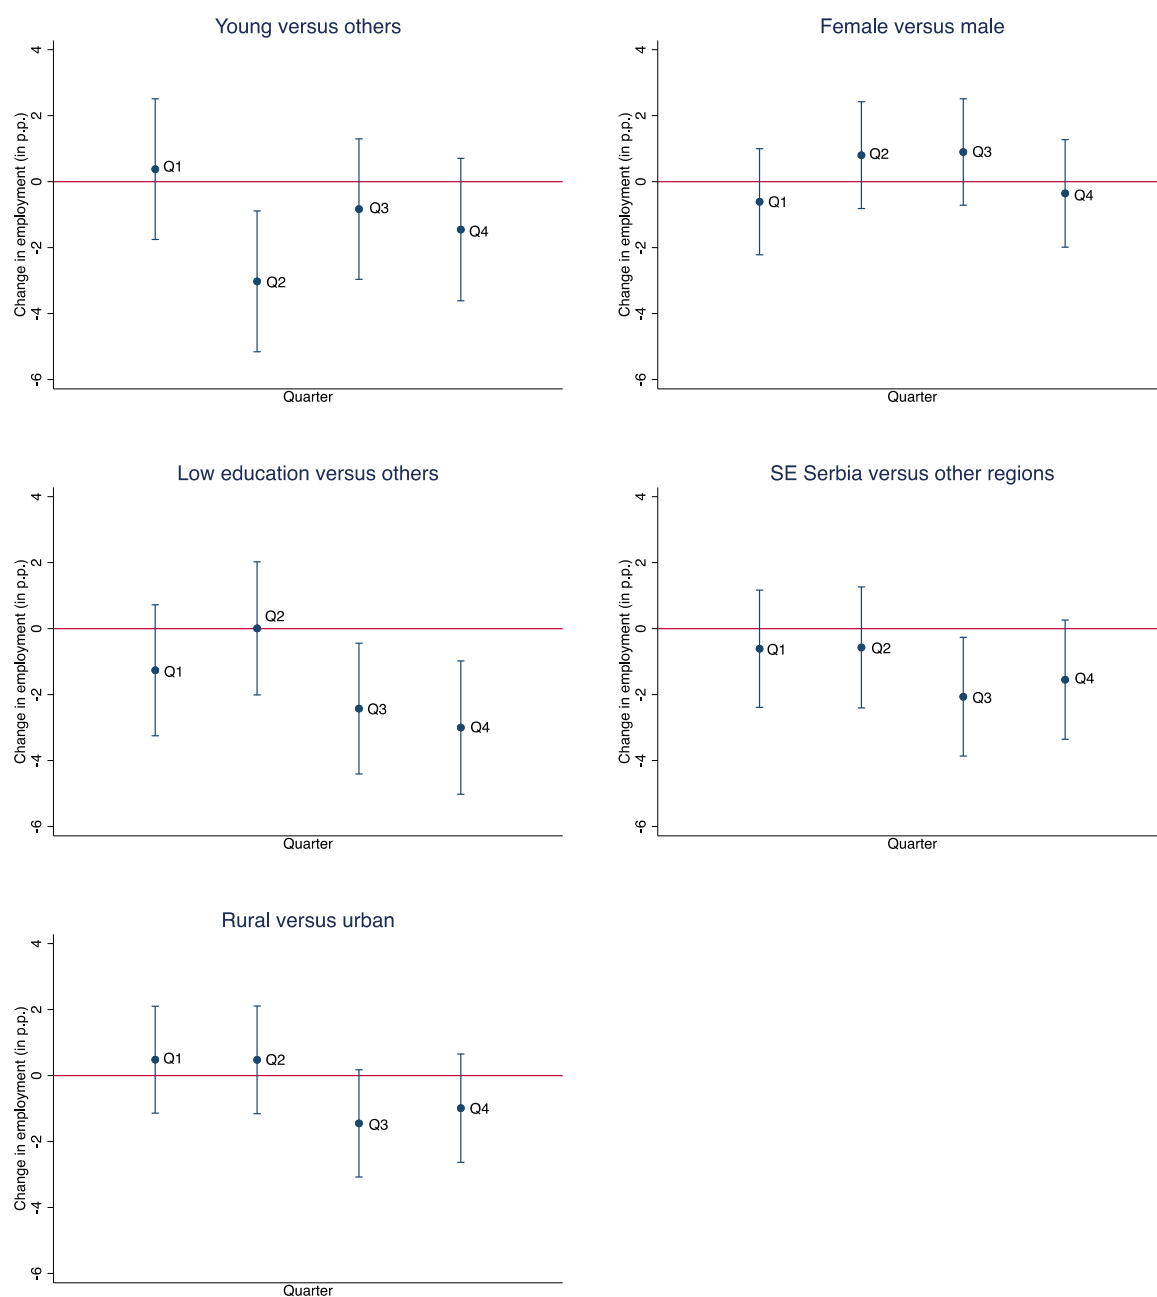 Young versus others
Change in employment (in p.p.)
4
2
0
-2
-4
-6
Q1
Q2
Q3
Q4
Quarter
Female versus male
Change in employment (in p.p.)
4
2
0
-2
-4
-6
Q1
Q2
Q3
Q4
Quarter
Low education versus others
Change in employment (in p.p.)
4
2
0
-2
-4
-6
Q1
Q2
Q3
Q4
Quarter
SE Serbia versus other regions
Change in employment (in p.p.)
4
2
0
-2
-4
-6
Q1
Q2
Q3
Q4
Quarter
Rural versus urban
Change in employment (in p.p.)
4
2
0
-2
-4
-6
Q1
Q2
Q3
Q4
Quarter